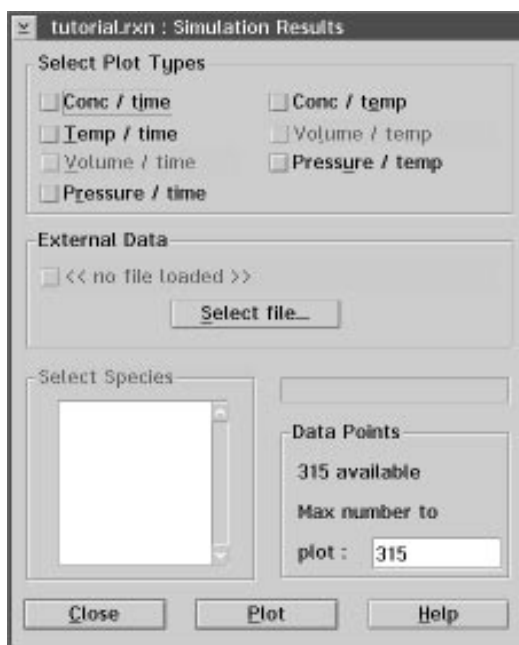 tutorial.rxn : Simulation Results
Select Plot Types
Conc / time
Conc / temp
Temp / time
Volume / temp
Volume / time
Pressure / temp
Pressure / time
External Data
<< no file loaded >>
Select file...
Select Species
Data Points
315 available
Max number to
plot : 315
Close
Plot
Help